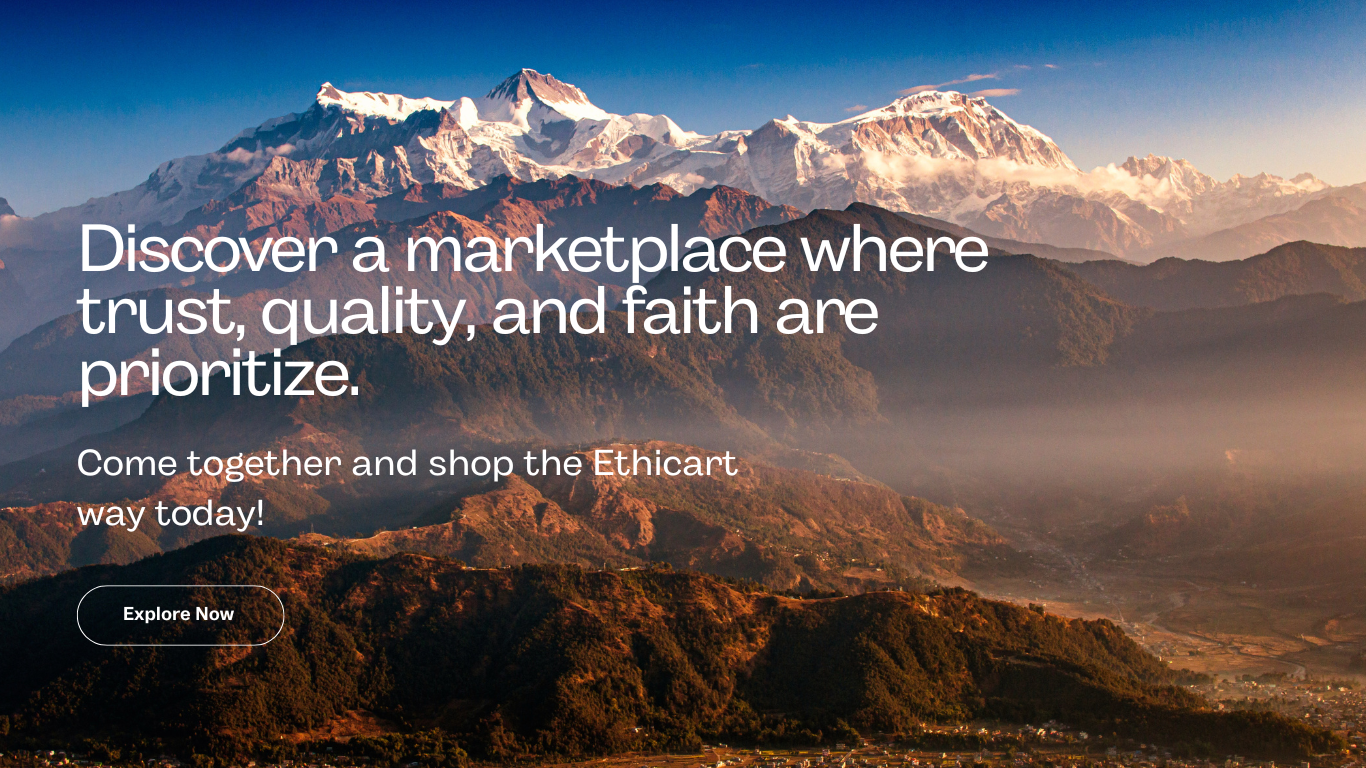 Discover a marketplace where
trust, quality, and faith are
prioritize.
Come together and shop the Ethicart
way today!
Explore Now